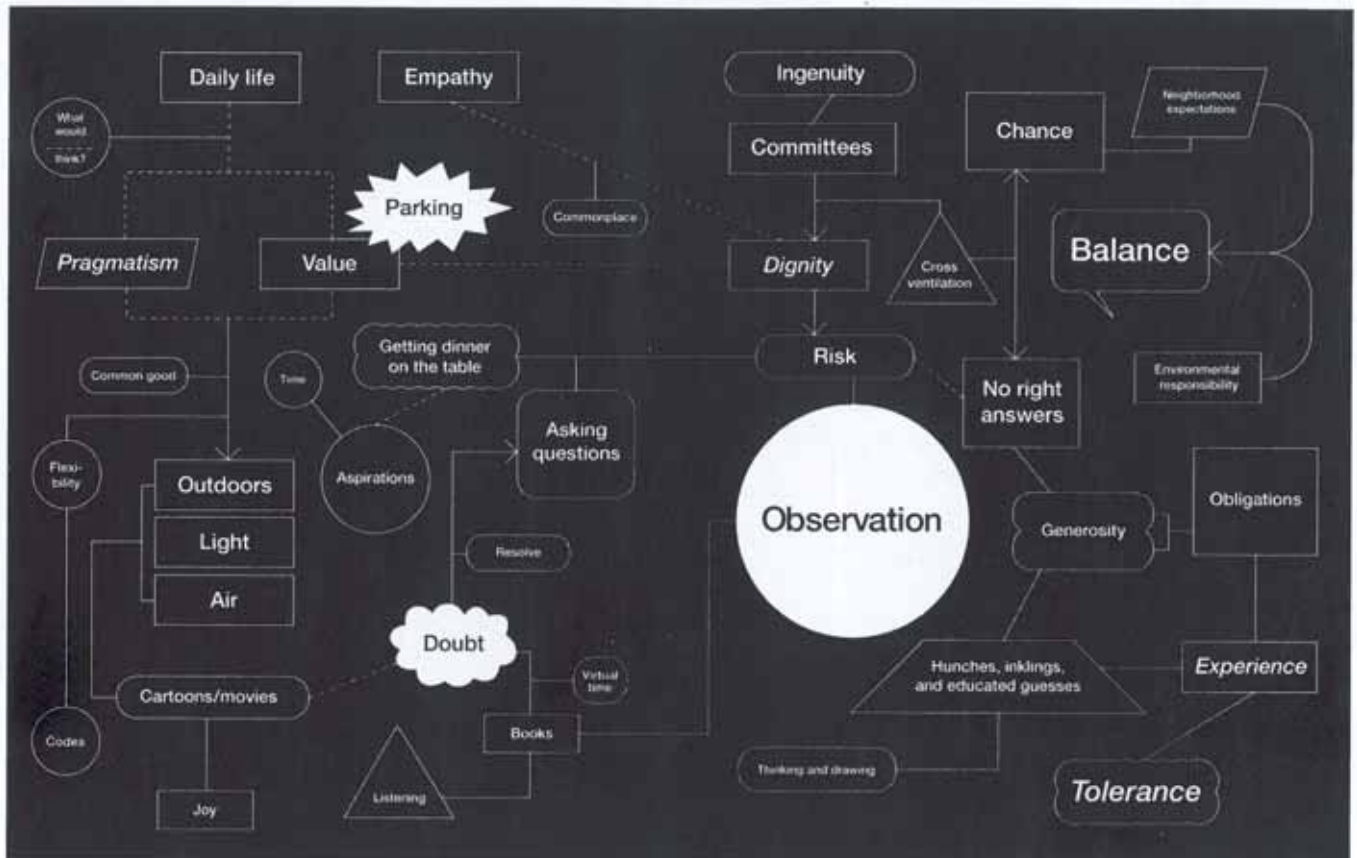 Daily life
Empathy
Ingenuity
Neighborhood
expectations
What
would
think?
Chance
Committees
Parking
Commonplace
Balance
Pragmatism
Value
Dignity
Cross
ventilation
Getting dinner
on the table
Risk
Common good
Time
Environmental
responsibility
No right
answers
Asking
questions
Flexi-
bility
Outdoors
Aspirations
Obligations
Light
Observation
Generosity
Resolve
Air
Doubt
Hunches, inklings,
and educated guesses
Experience
Virtual
time
Cartoons/movies
Books
Codes
Thinking and drawing
Listening
Tolerance
Joy